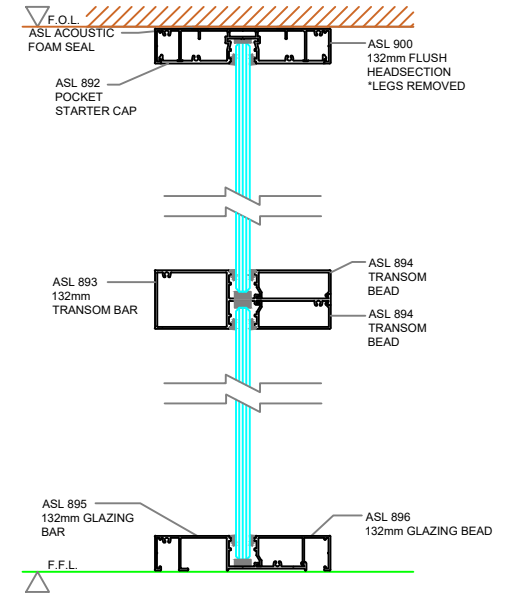 F.O.L.
ASL ACOUSTIC
FOAM SEAL
ASL 900
132mm FLUSH
HEADSECTION
*LEGS REMOVED
ASL 892
POCKET
STARTER CAP
ASL 894
TRANSOM
BEAD
ASL 893
132mm
TRANSOM BAR
ASL 894
TRANSOM
BEAD
ASL 895
132mm GLAZING
BAR
ASL 896
132mm GLAZING BEAD
F.F.L.